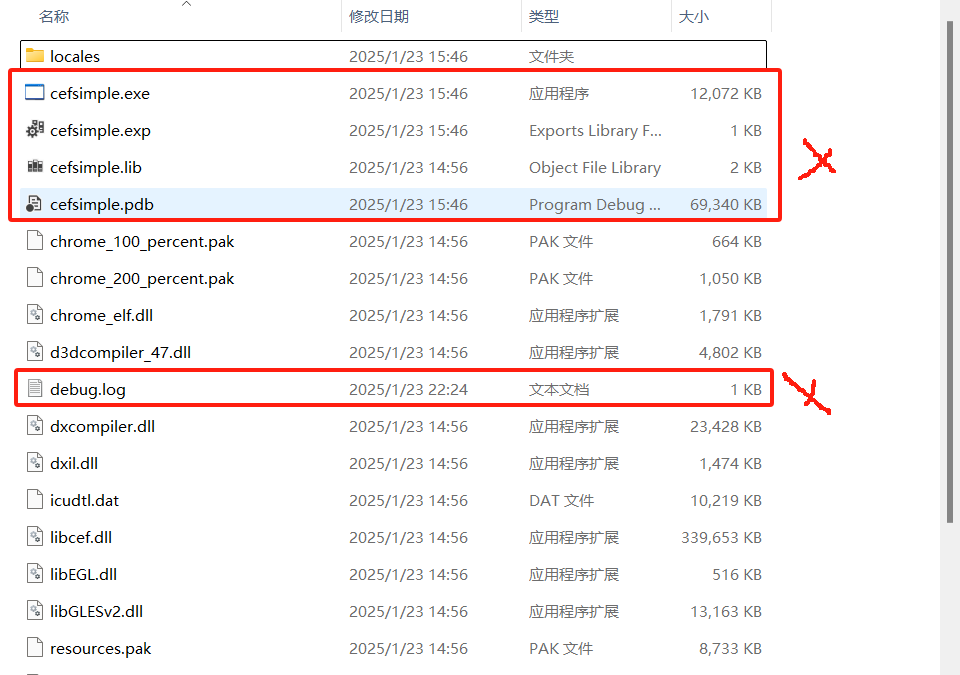 名称 修改日期 类型 大小
locales 2025/1/23 15:46 文件夹
cefsimple.exe 2025/1/23 15:46 应用程序 12,072 KB
cefsimple.exp 2025/1/23 15:46 Exports Library F... 1 KB
cefsimple.lib 2025/1/23 14:56 Object File Library 2 KB
cefsimple.pdb 2025/1/23 15:46 Program Debug ... 69,340 KB
chrome_100_percent.pak 2025/1/23 14:56 PAK 文件 664 KB
chrome_200_percent.pak 2025/1/23 14:56 PAK 文件 1,050 KB
chrome_elf.dll 2025/1/23 14:56 应用程序扩展 1,791 KB
d3dcompiler_47.dll 2025/1/23 14:56 应用程序扩展 4,802 KB
debug.log 2025/1/23 22:24 文本文档 1 KB
dxcompiler.dll 2025/1/23 14:56 应用程序扩展 23,428 KB
dxil.dll 2025/1/23 14:56 应用程序扩展 1,474 KB
icudtl.dat 2025/1/23 14:56 DAT 文件 10,219 KB
libcef.dll 2025/1/23 14:56 应用程序扩展 339,653 KB
libEGL.dll 2025/1/23 14:56 应用程序扩展 516 KB
libGLESv2.dll 2025/1/23 14:56 应用程序扩展 13,163 KB
resources.pak 2025/1/23 14:56 PAK 文件 8,733 KB